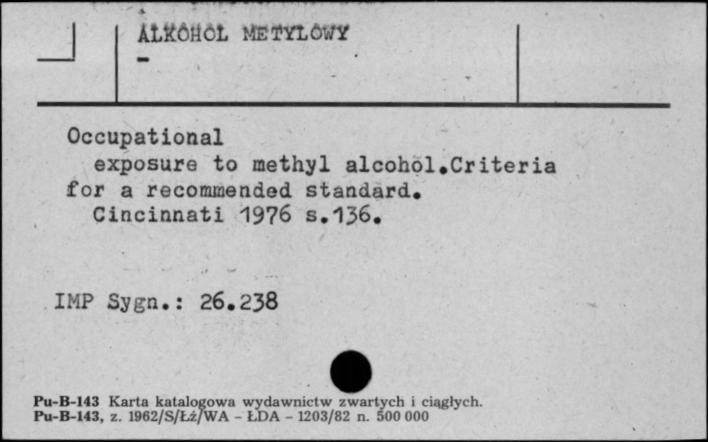 ALKOHOL METYLOWY
-
Occupational
exposure to methyl alcohol.Criteria
for a recommended standard.
Cincinnati 1976 s.136.
IMP Sygn.: 26.238
Pu-B-143 Karta katalogowa wydawnictw zwartych i ciągłych.
Pu-B-143, z. 1962/S/Łż/WA - ŁDA - 1203/82 n. 500 000